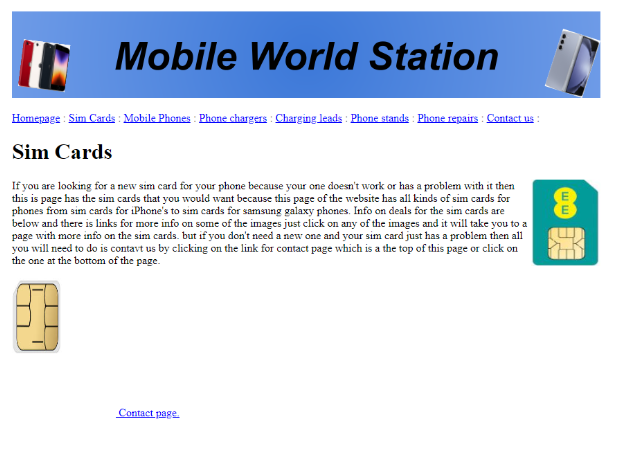 Mobile World Station
Homepage : Sim Cards : Mobile Phones : Phone chargers : Charging leads : Phone stands : Phone repairs : Contact us :
Sim Cards
If you are looking for a new sim card for your phone because your one doesn't work or has a problem with it then
this is page has the sim cards that you would want because this page of the website has all kinds of sim cards for
phones from sim cards for iPhone's to sim cards for samsung galaxy phones. Info on deals for the sim cards are
below and there is links for more info on some of the images just click on any of the images and it will take you to a
page with more info on the sim cards. but if you don't need a new one and your sim card just has a problem then all
you will need to do is contavt us by clicking on the link for contact page which is a the top of this page or click on
the one at the bottom of the page.
EE
Contact page.